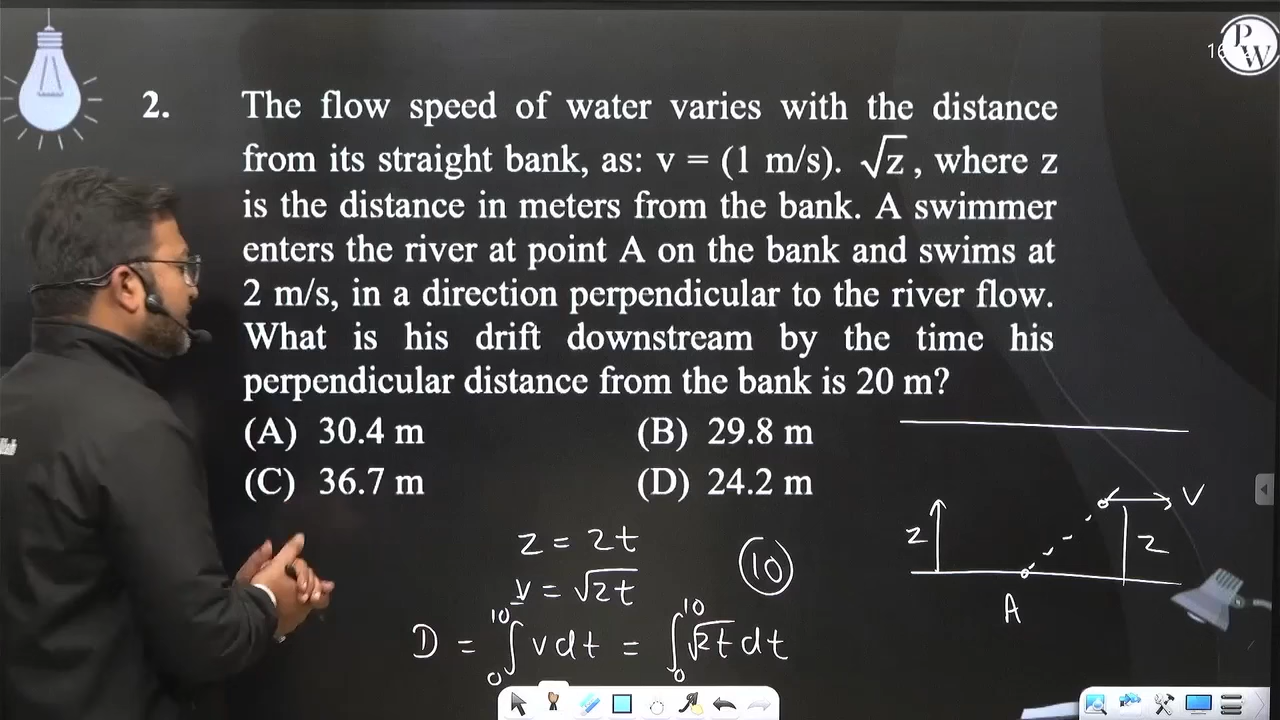 16
PW
2. The flow speed of water varies with the distance
from its straight bank, as: v = (1 m/s). √z , where z
is the distance in meters from the bank. A swimmer
enters the river at point A on the bank and swims at
2 m/s, in a direction perpendicular to the river flow.
What is his drift downstream by the time his
perpendicular distance from the bank is 20 m?
(A) 30.4 m (B) 29.8 m
(C) 36.7 m (D) 24.2 m
z = 2t
v = √2t
10
D = ∫₀¹⁰ v dt = ∫₀¹⁰ √2t dt
z
z
v
A